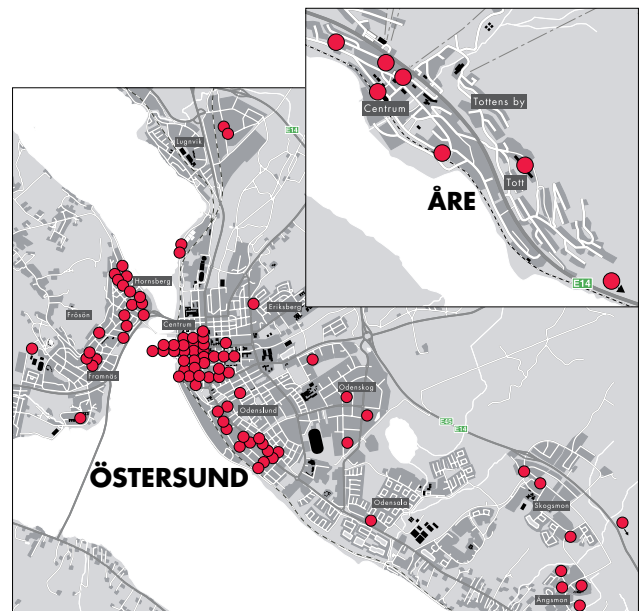 Centrum
Tottens by
Tott
ÅRE
E14
E14
Lugnvik
Hornsberg
Frösön
Eriksberg
Centrum
Frömnäs
Odenskog
Odenslund
E45
E14
ÖSTERSUND
Odensala
Skogsmon
Ängsmon